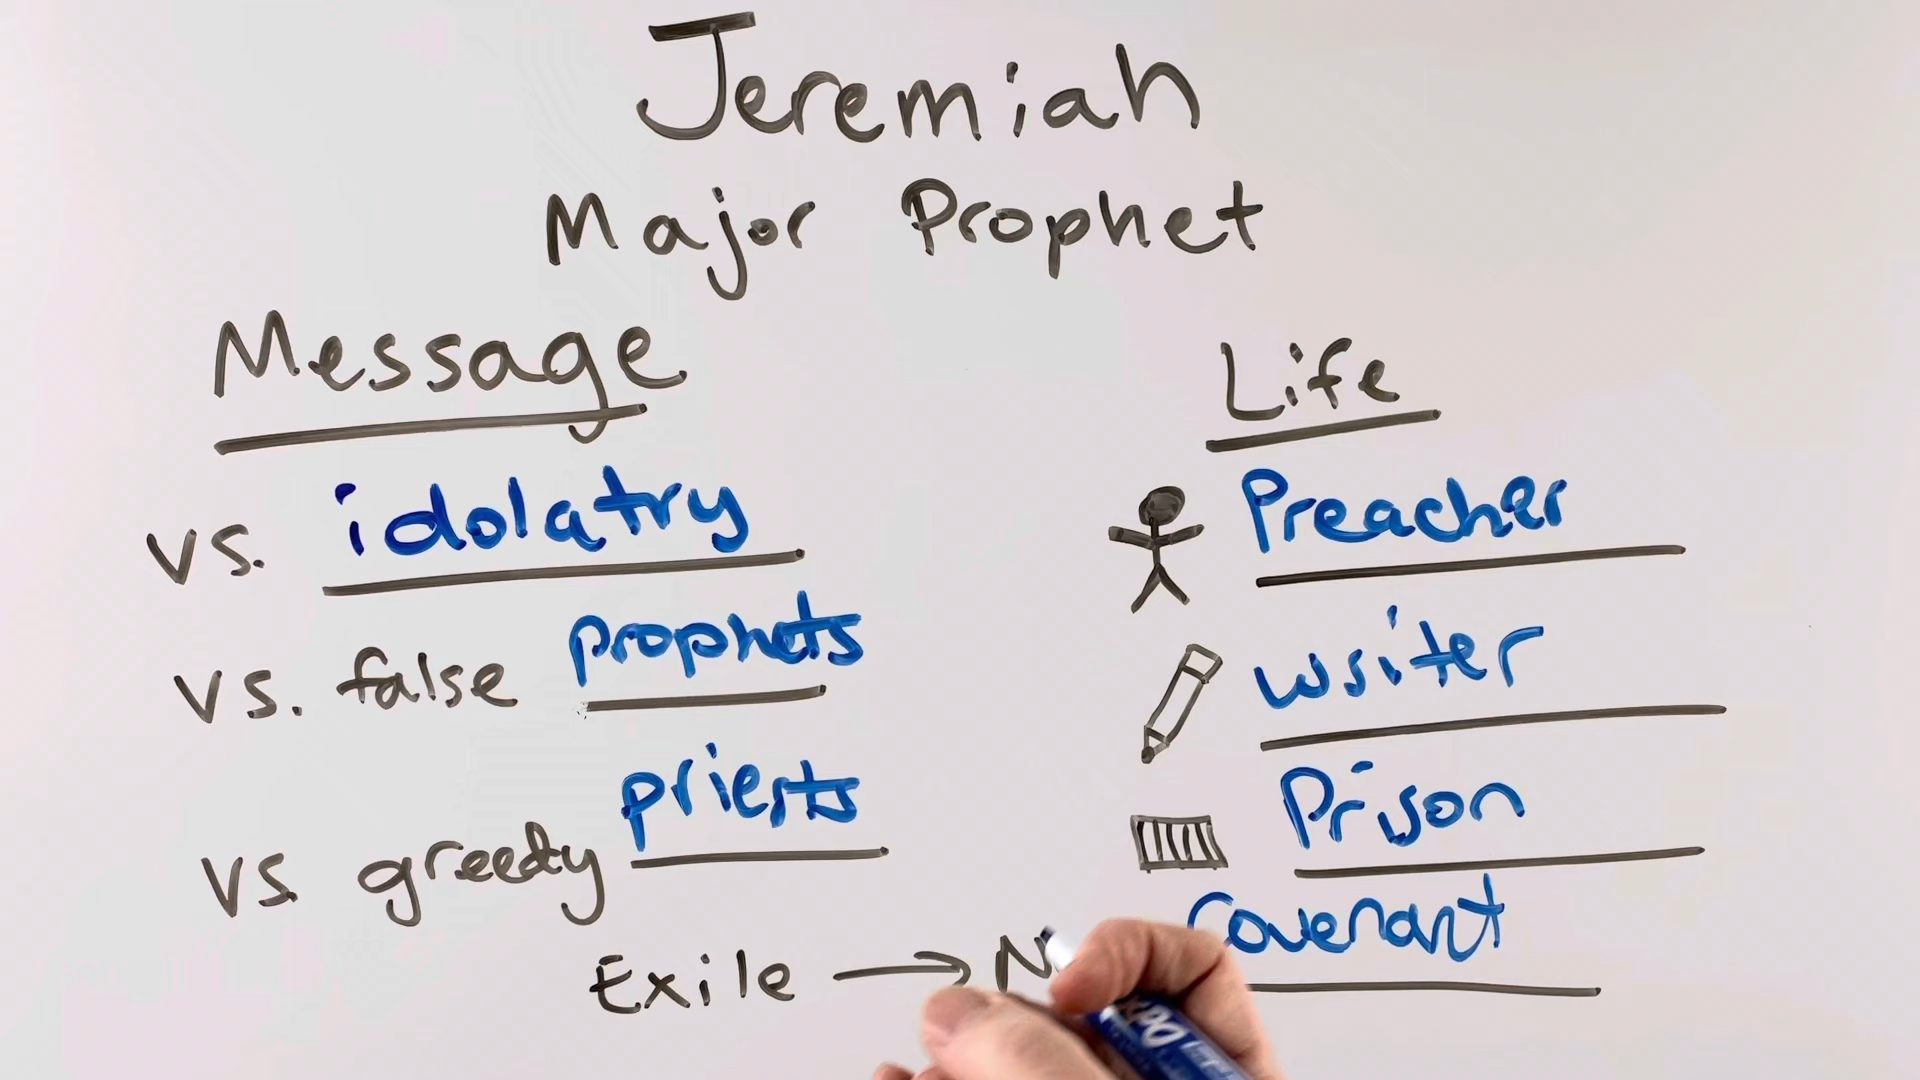 Jeremiah
Major Prophet
Message
vs. idolatry
vs. false prophets
vs. greedy priests
Life
Preacher
writer
Prison
Exile → N
Covenant